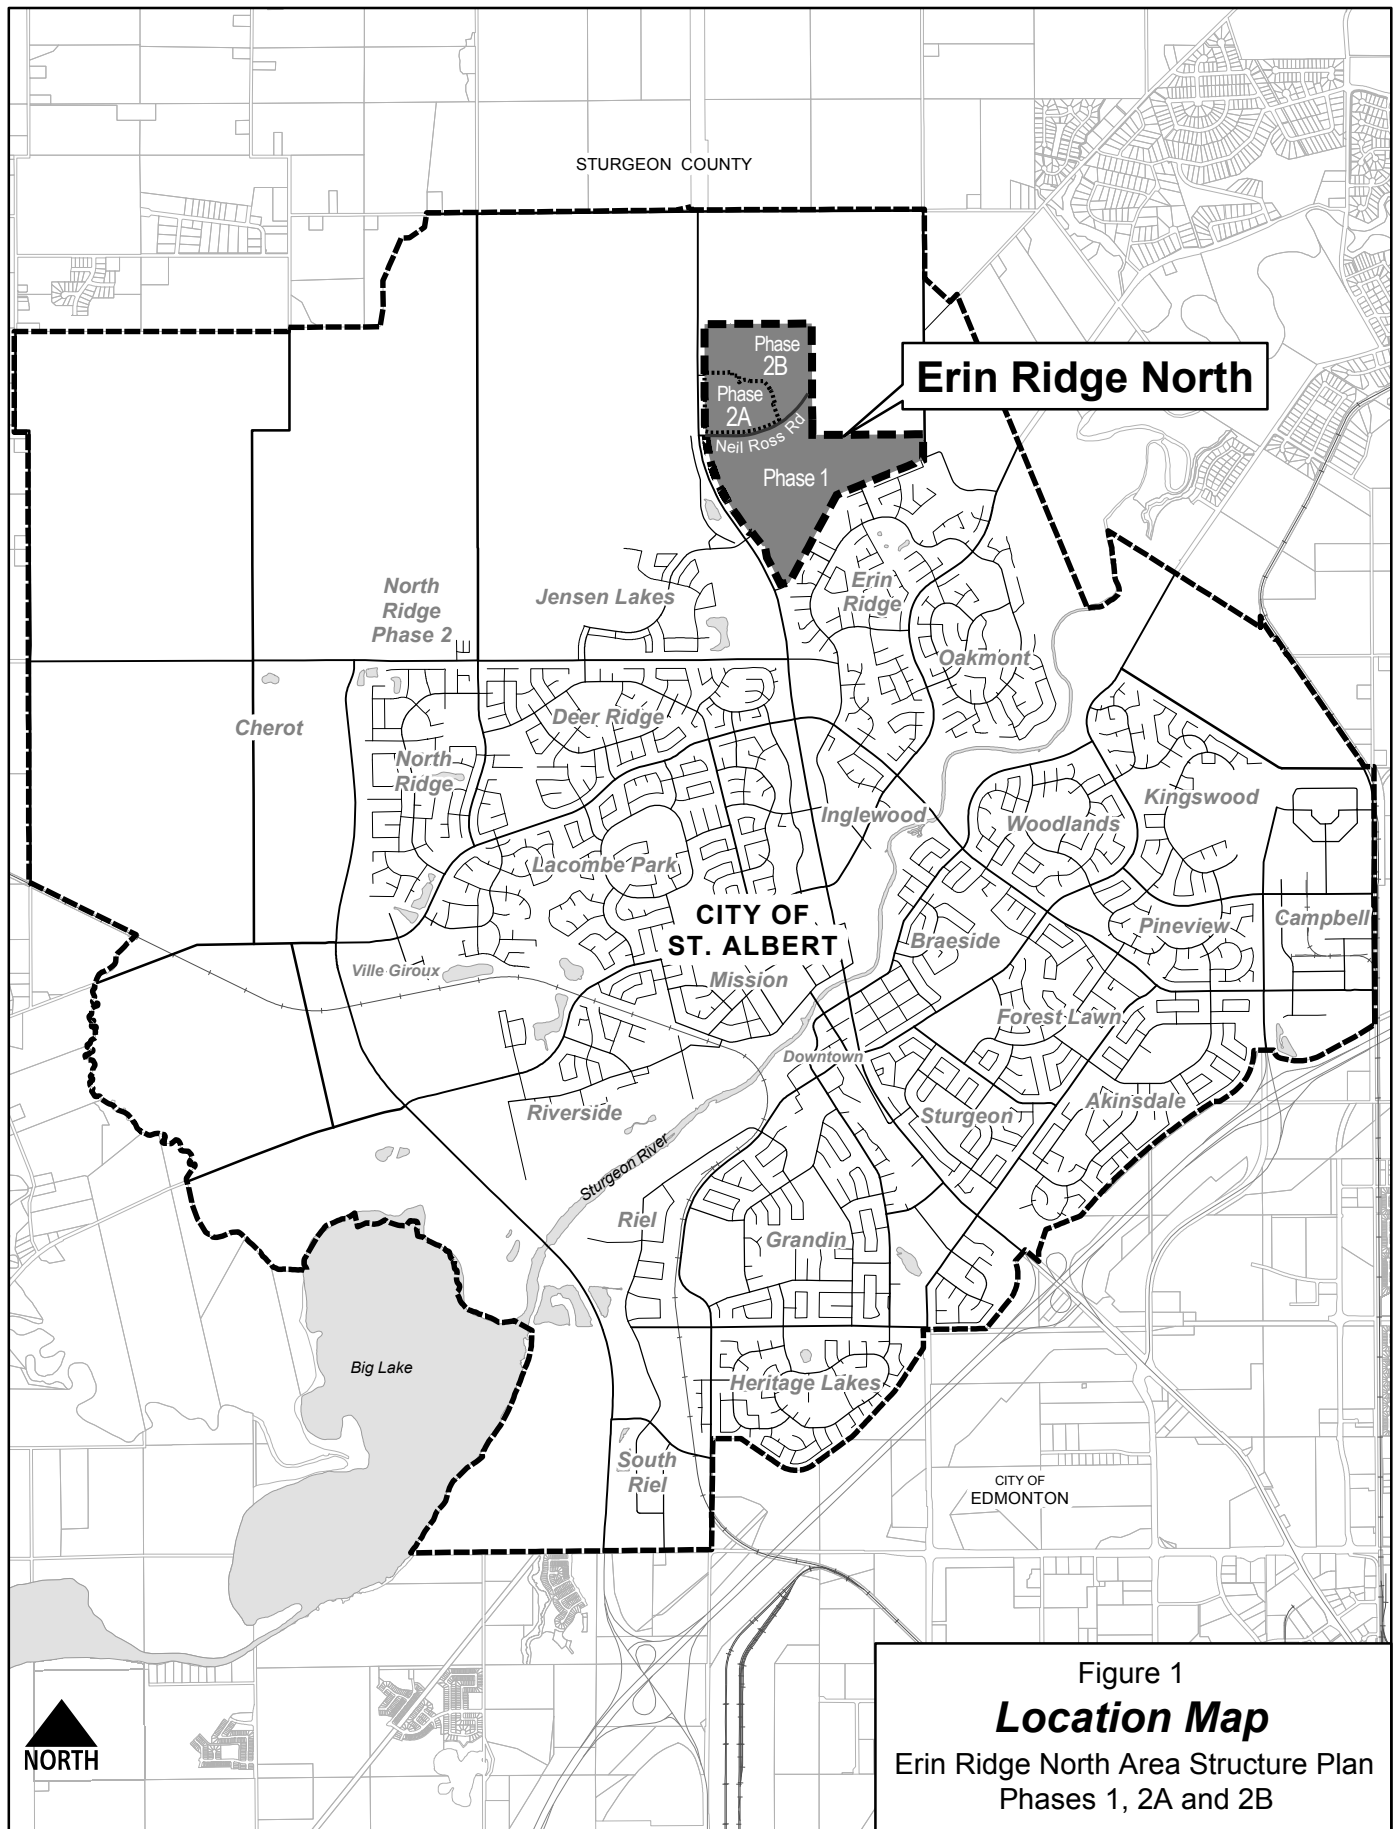 STURGEON COUNTY
Phase
2B
Erin Ridge North
Phase
2A
Neil Ross Rd
Phase 1
North
Ridge
Phase 2
Jensen Lakes
Erin
Ridge
Oakmont
Cherot
Deer Ridge
North
Ridge
Kingswood
Inglewood
Woodlands
Lacombe Park
CITY OF
ST. ALBERT
Braeside
Pineview
Campbell
Ville Giroux
Mission
Forest Lawn
Downtown
Riverside
Sturgeon
Akinsdale
Sturgeon River
Riel
Grandin
Big Lake
Heritage Lakes
South
Riel
CITY OF
EDMONTON
NORTH
Figure 1
Location Map
Erin Ridge North Area Structure Plan
Phases 1, 2A and 2B